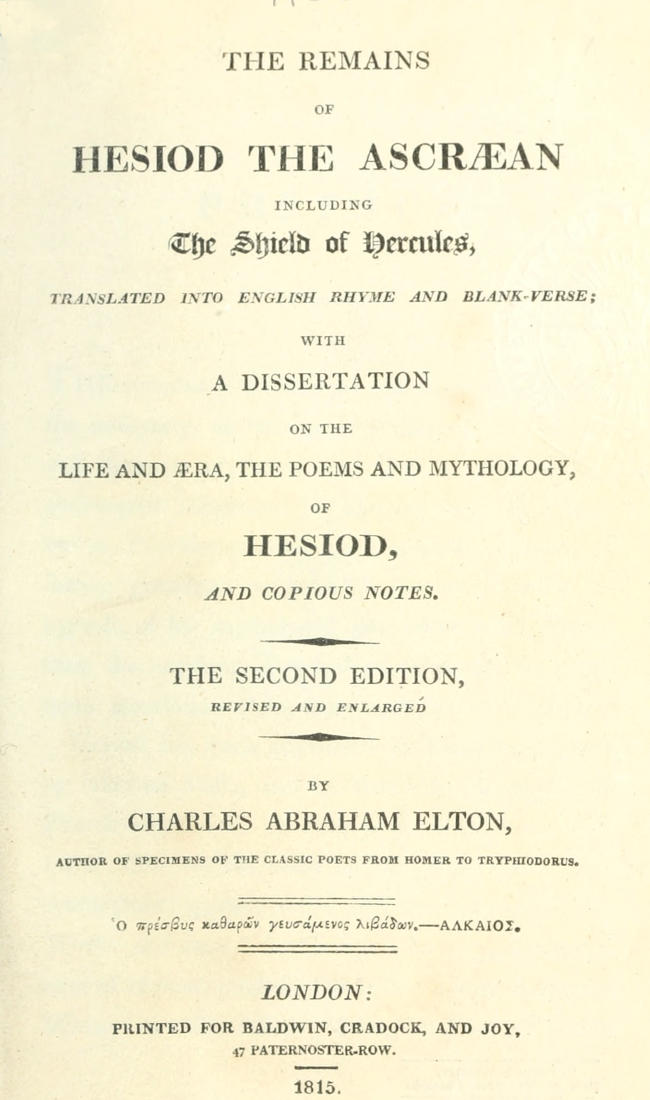 THE REMAINS
OF
HESIOD THE ASCRÆAN
INCLUDING
The Shield of Hercules,
TRANSLATED INTO ENGLISH RHYME AND BLANK-VERSE;
WITH
A DISSERTATION
ON THE
LIFE AND ÆRA, THE POEMS AND MYTHOLOGY,
OF
HESIOD,
AND COPIOUS NOTES.
THE SECOND EDITION,
REVISED AND ENLARGED
BY
CHARLES ABRAHAM ELTON,
AUTHOR OF SPECIMENS OF THE CLASSIC POETS FROM HOMER TO TRYPHIODORUS.
Ὁ πρέσβυς καθαρῶν γευσάμενος λιβάδων.—ΑΛΚΑΙΟΣ.
LONDON:
PRINTED FOR BALDWIN, CRADOCK, AND JOY,
47 PATERNOSTER-ROW.
1815.